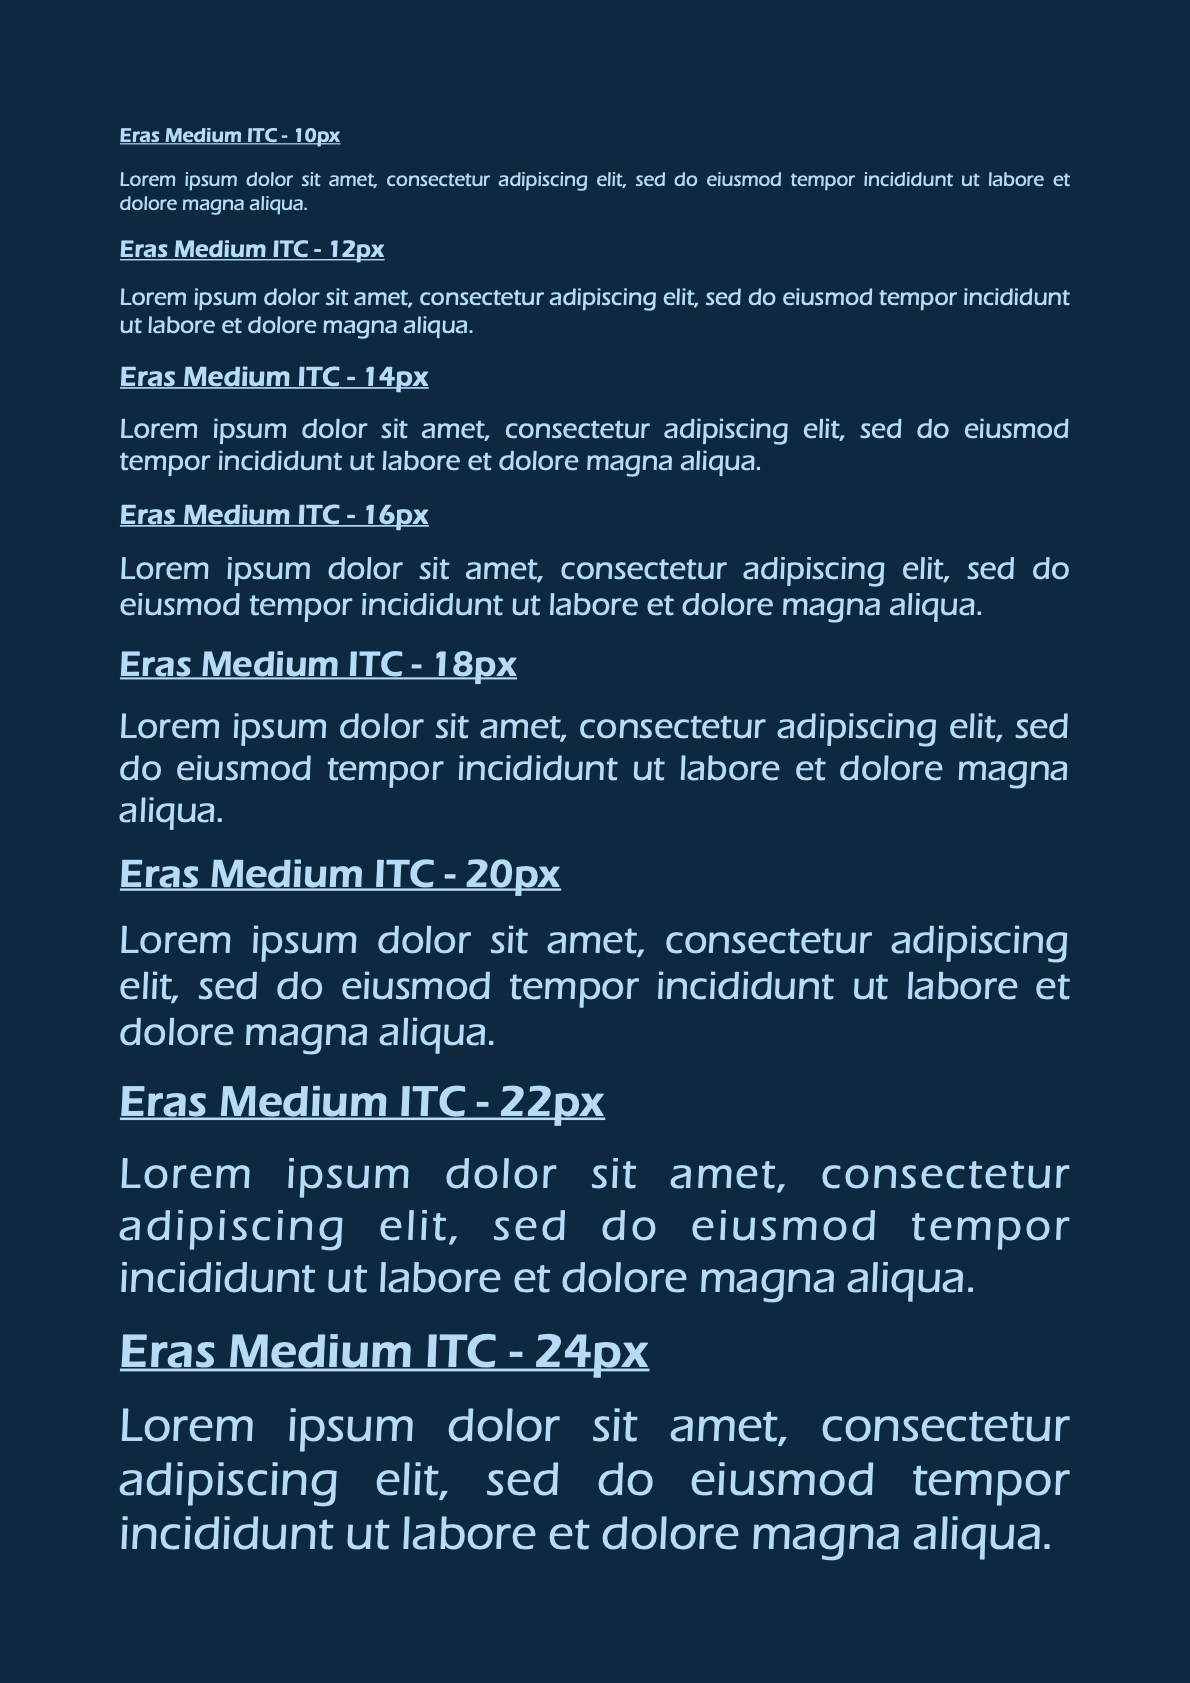 Eras Medium ITC - 10px
Lorem ipsum dolor sit amet, consectetur adipiscing elit, sed do eiusmod tempor incididunt ut labore et
dolore magna aliqua.
Eras Medium ITC - 12px
Lorem ipsum dolor sit amet, consectetur adipiscing elit, sed do eiusmod tempor incididunt
ut labore et dolore magna aliqua.
Eras Medium ITC - 14px
Lorem ipsum dolor sit amet, consectetur adipiscing elit, sed do eiusmod
tempor incididunt ut labore et dolore magna aliqua.
Eras Medium ITC - 16px
Lorem ipsum dolor sit amet, consectetur adipiscing elit, sed do
eiusmod tempor incididunt ut labore et dolore magna aliqua.
Eras Medium ITC - 18px
Lorem ipsum dolor sit amet, consectetur adipiscing elit, sed
do eiusmod tempor incididunt ut labore et dolore magna
aliqua.
Eras Medium ITC - 20px
Lorem ipsum dolor sit amet, consectetur adipiscing
elit, sed do eiusmod tempor incididunt ut labore et
dolore magna aliqua.
Eras Medium ITC - 22px
Lorem ipsum dolor sit amet, consectetur
adipiscing elit, sed do eiusmod tempor
incididunt ut labore et dolore magna aliqua.
Eras Medium ITC - 24px
Lorem ipsum dolor sit amet, consectetur
adipiscing elit, sed do eiusmod tempor
incididunt ut labore et dolore magna aliqua.